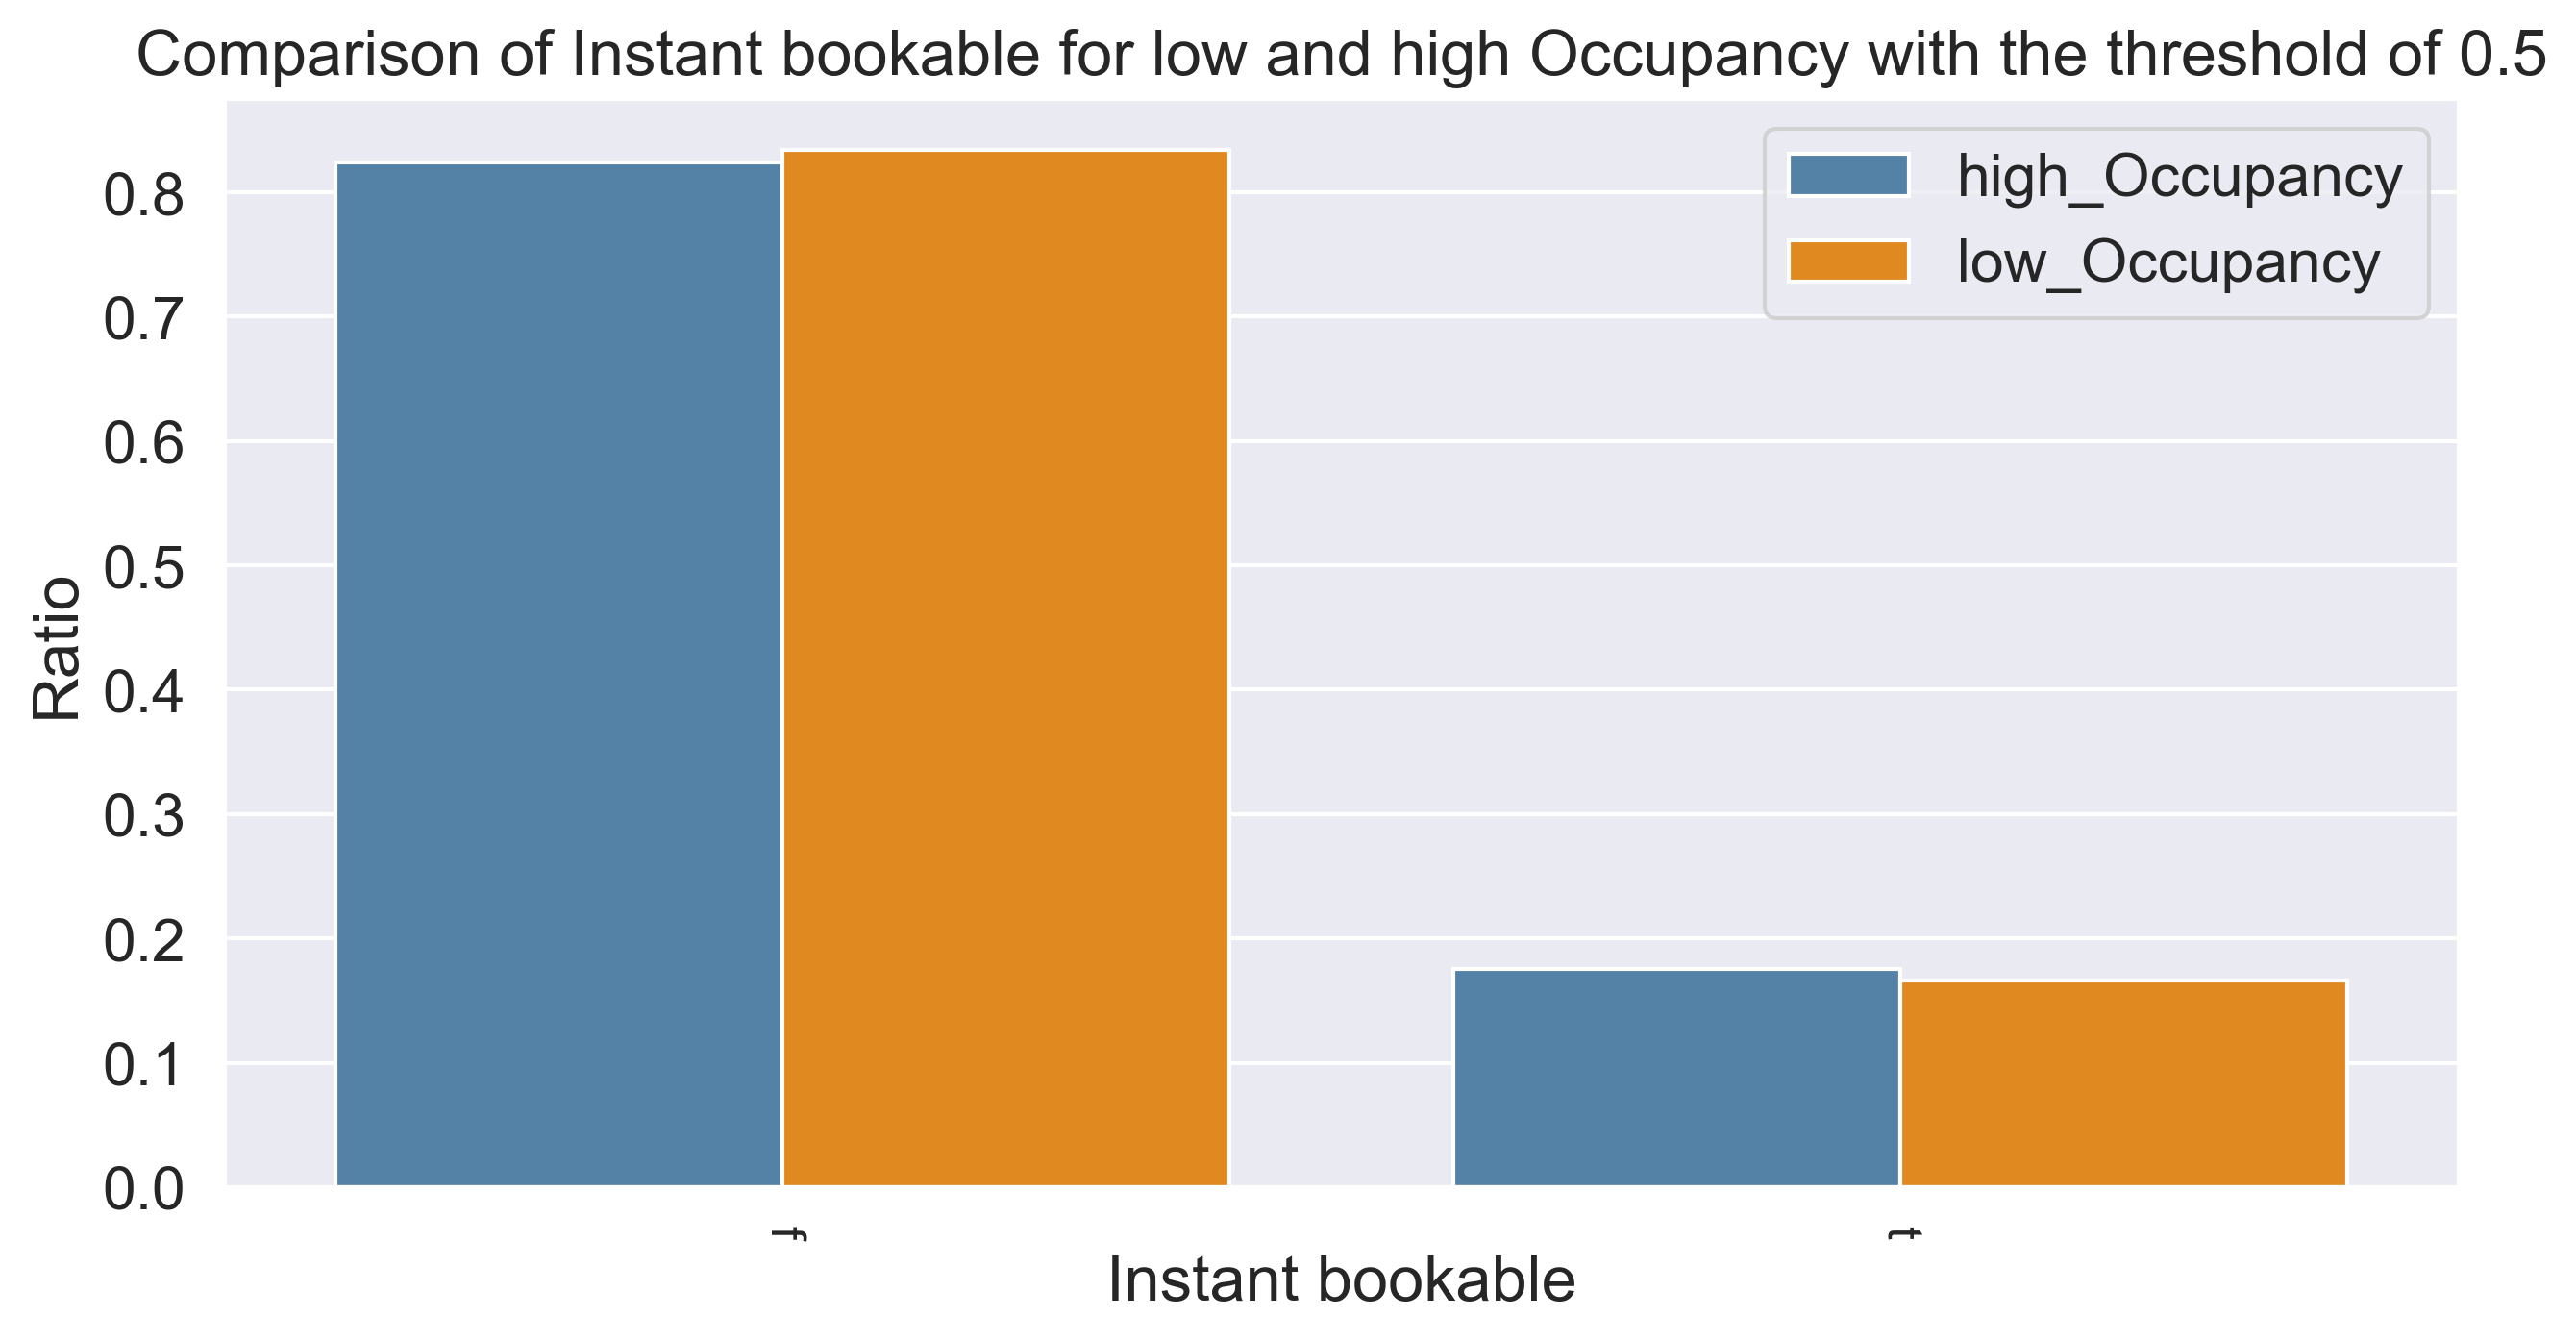 Comparison of Instant bookable for low and high Occupancy with the threshold of 0.5
high_Occupancy
low_Occupancy
0.8
0.7
0.6
0.5
0.4
0.3
0.2
0.1
0.0
Ratio
f
t
Instant bookable